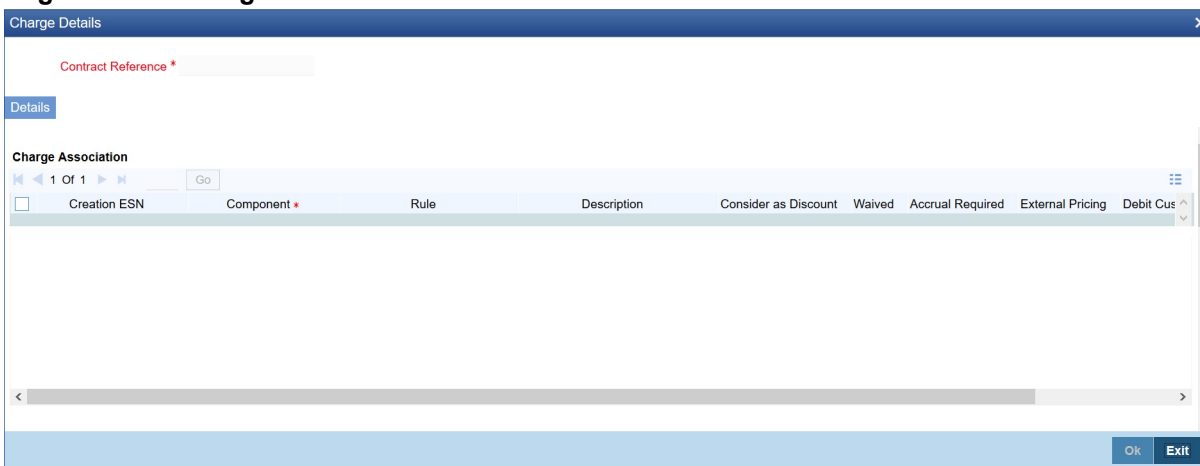 Charge Details
Contract Reference *
Details
Charge Association
1 Of 1 Go
Creation ESN Component * Rule Description Consider as Discount Waived Accrual Required External Pricing Debit Cus
Ok Exit